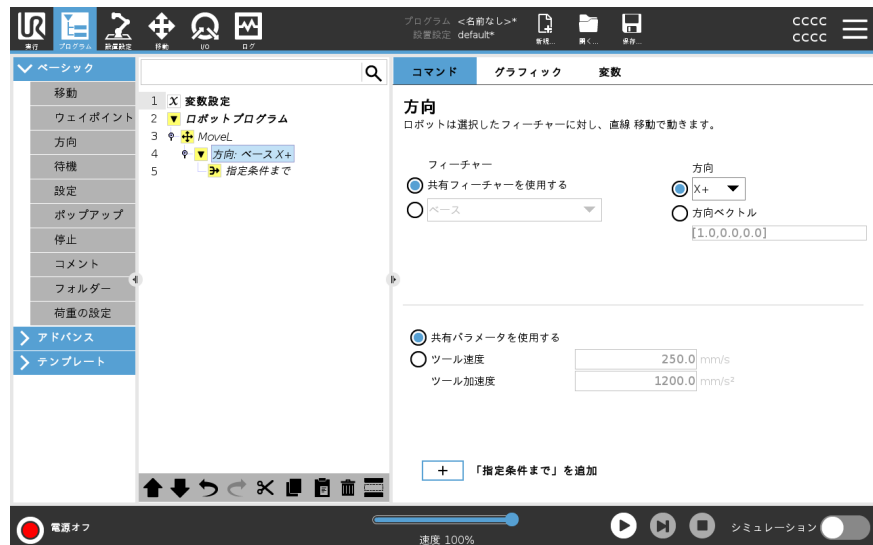 UR
実行
プログラム
設置設定
移動
I/O
ログ
プログラム <名前なし>*
設置設定 default*
新規...
開く...
保存...
CCCC
CCCC
ベーシック
移動
ウェイポイント
方向
待機
設定
ポップアップ
停止
コメント
フォルダー
荷重の設定
アドバンス
テンプレート
1 X 変数設定
2 ロボットプログラム
3 MoveL
4 方向: ベース X+
5 指定条件まで
コマンド グラフィック 変数
方向
ロボットは選択したフィーチャーに対し、直線 移動で動きます。
フィーチャー
共有フィーチャーを使用する
ベース
方向
X+
方向ベクトル
[1.0,0.0,0.0]
共有パラメータを使用する
ツール速度 250.0 mm/s
ツール加速度 1200.0 mm/s²
+ 「指定条件まで」を追加
電源オフ
速度 100%
シミュレーション